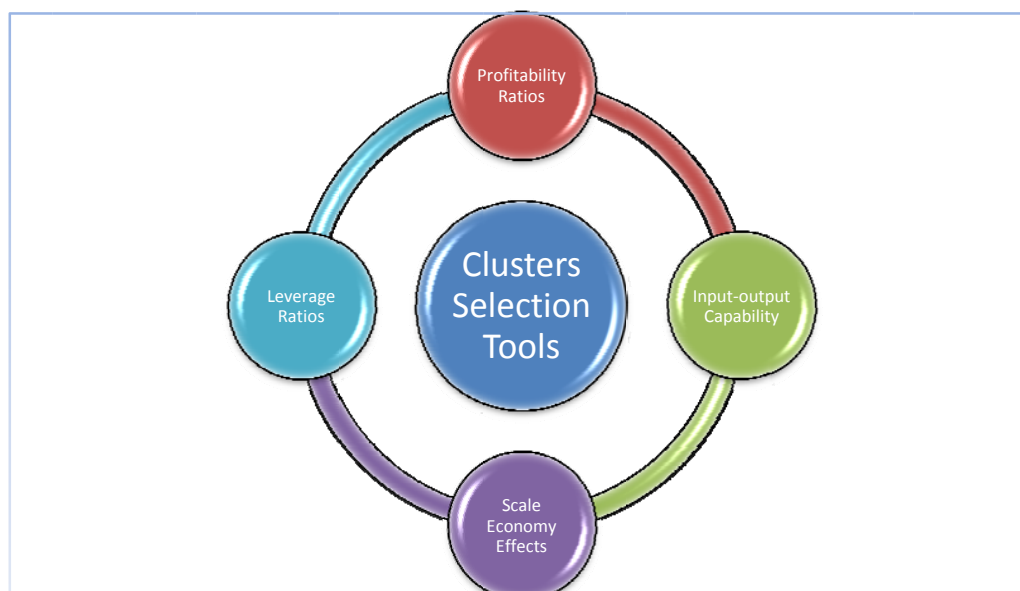 Profitability
Ratios
Clusters
Selection
Tools
Leverage
Ratios
Input-output
Capability
Scale
Economy
Effects